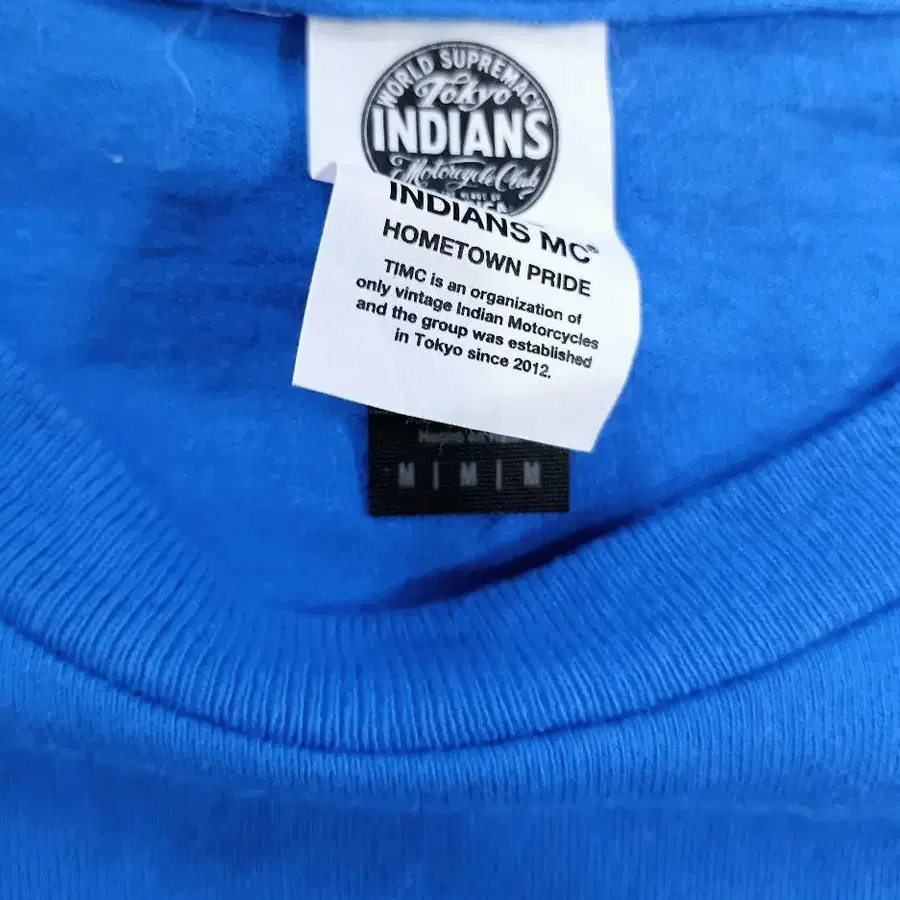 WORLD SUPREMACY
Tokyo
INDIANS
Motorcycle Club
INDIANS MC®
HOMETOWN PRIDE
TIMC is an organization of
only vintage Indian Motorcycles
and the group was established
in Tokyo since 2012.
M | M | M